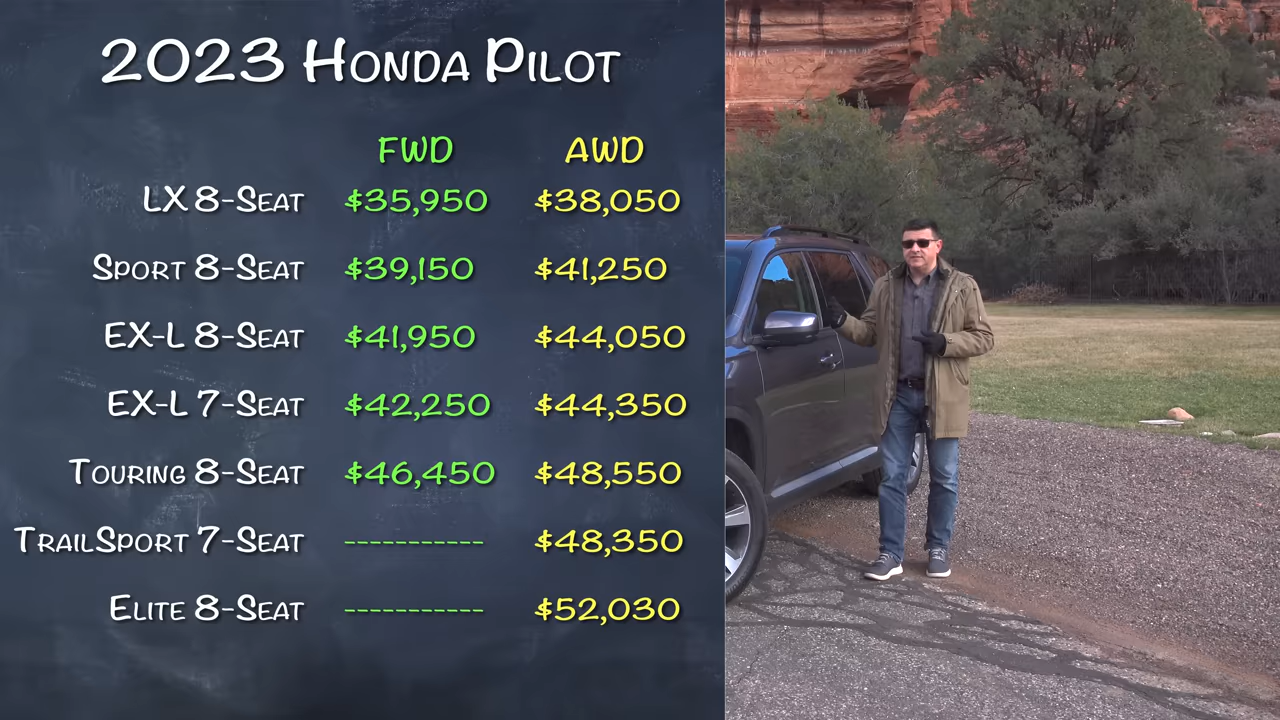 2023 Honda Pilot
FWD AWD
LX 8-Seat $35,950 $38,050
Sport 8-Seat $39,150 $41,250
EX-L 8-Seat $41,950 $44,050
EX-L 7-Seat $42,250 $44,350
Touring 8-Seat $46,450 $48,550
TrailSport 7-Seat ----------- $48,350
Elite 8-Seat ----------- $52,030